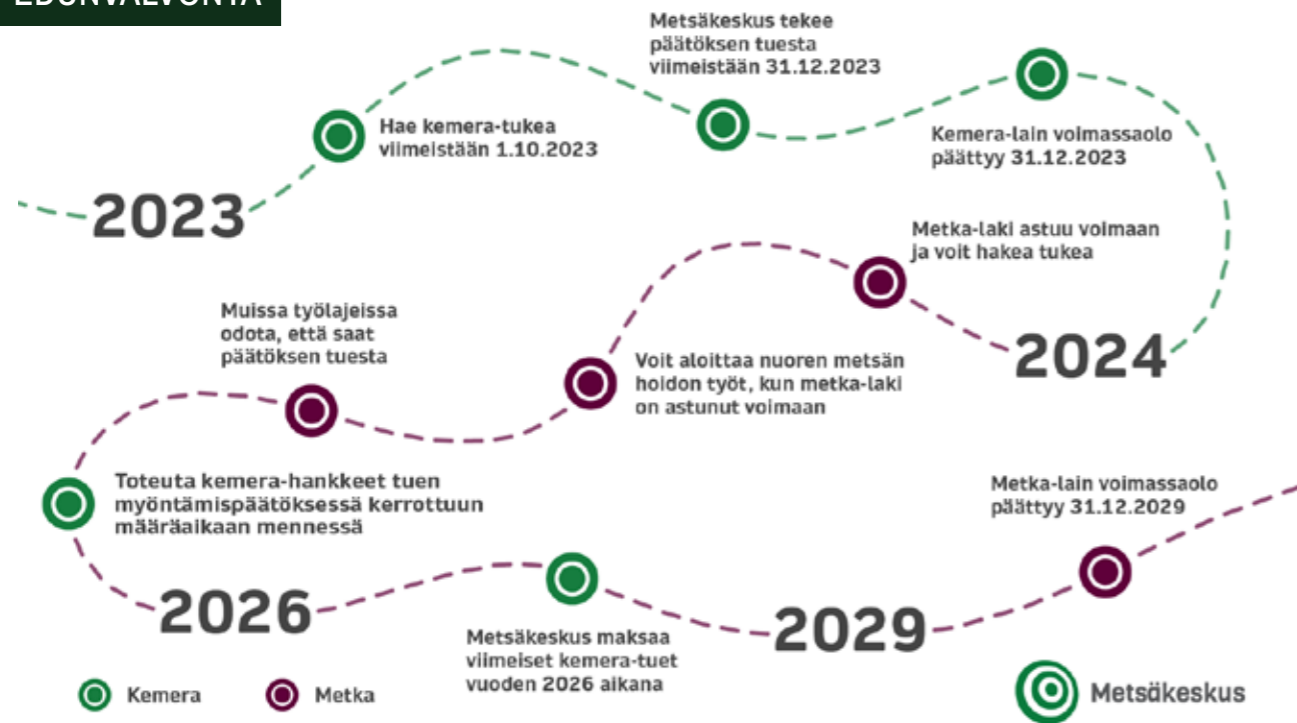 EDUNVALVONTA
2023
Hae kemera-tukea
viimeistään 1.10.2023
Metsäkeskus tekee
päätöksen tuesta
viimeistään 31.12.2023
Kemera-lain voimassaolo
päättyy 31.12.2023
2024
Metka-laki astuu voimaan
ja voit hakea tukea
Voit aloittaa nuoren metsän
hoidon työt, kun metka-laki
on astunut voimaan
Muissa työlajeissa
odota, että saat
päätöksen tuesta
Toteuta kemera-hankkeet tuen
myöntämispäätöksessä kerrottuun
määräaikaan mennessä
2026
Metsäkeskus maksaa
viimeiset kemera-tuet
vuoden 2026 aikana
2029
Metka-lain voimassaolo
päättyy 31.12.2029
Kemera
Metka
Metsäkeskus